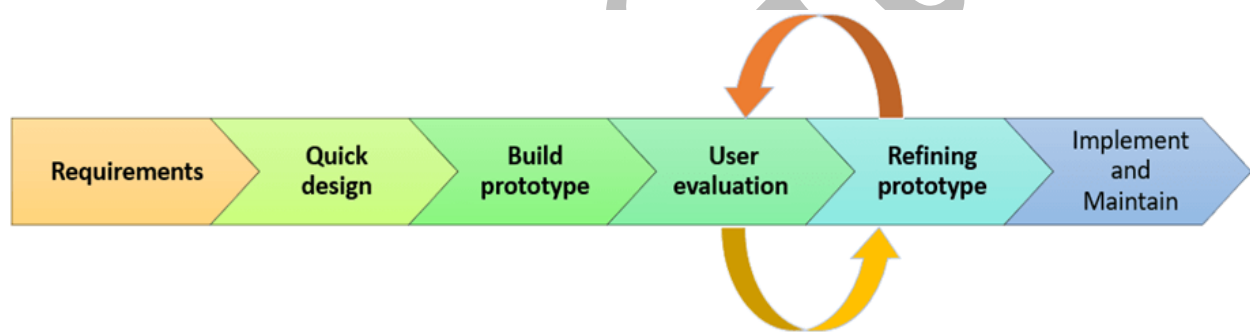 Requirements
Quick
design
Build
prototype
User
evaluation
Refining
prototype
Implement
and
Maintain